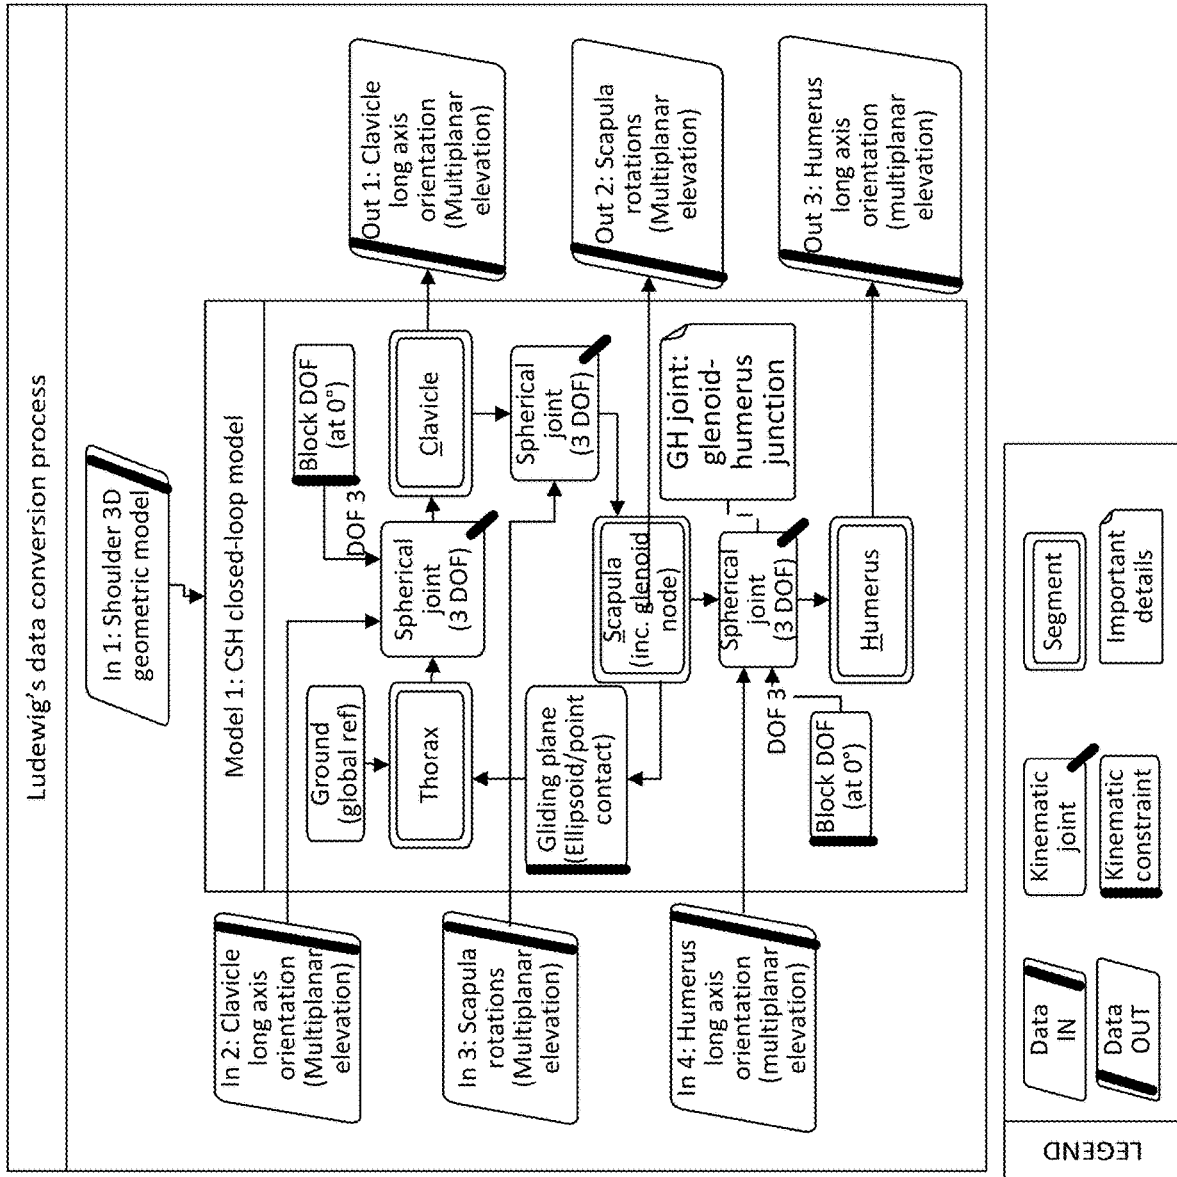 Ludewig's data conversion process
In 1: Shoulder 3D
geometric model
Model 1: CSH closed-loop model
In 2: Clavicle
long axis
orientation
(Multiplanar
elevation)
In 3: Scapula
rotations
(Multiplanar
elevation)
In 4: Humerus
long axis
orientation
(multiplanar
elevation)
Ground
(global ref)
Thorax
Gliding plane
(Ellipsoid/point
contact)
Block DOF
(at 0°)
DOF 3
Spherical
joint
(3 DOF)
Clavicle
Spherical
joint
(3 DOF)
Scapula
(inc. glenoid
node)
Spherical
joint
(3 DOF)
GH joint:
glenoid-
humerus
junction
DOF 3
Block DOF
(at 0°)
Humerus
Out 1: Clavicle
long axis
orientation
(Multiplanar
elevation)
Out 2: Scapula
rotations
(Multiplanar
elevation)
Out 3: Humerus
long axis
orientation
(multiplanar
elevation)
LEGEND
Data
IN
Data
OUT
Kinematic
joint
Kinematic
constraint
Segment
Important
details